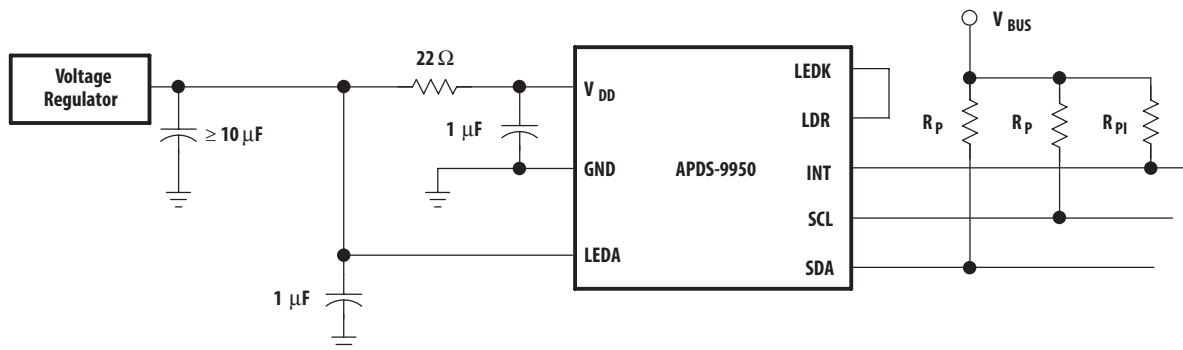 V BUS
22 Ω
Voltage
Regulator
LEDK
V DD
LDR
≥ 10 μF
1 μF
R P
R P
R PI
GND
APDS-9950
INT
SCL
LEDA
SDA
1 μF